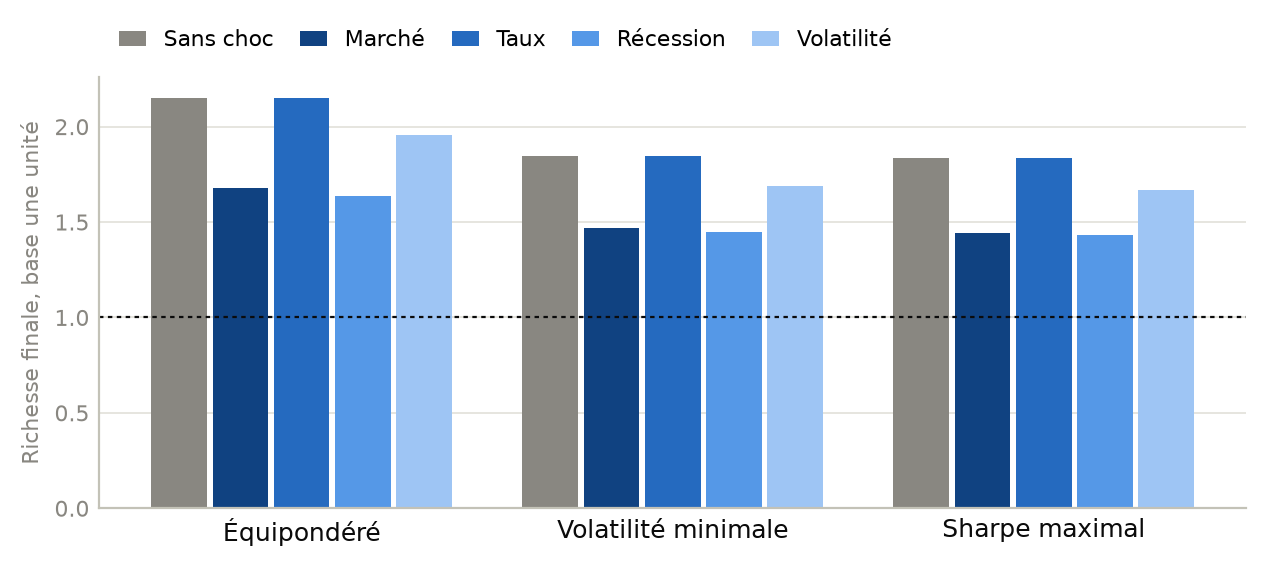 Sans choc Marché Taux Récession Volatilité
Richesse finale, base une unité
2.0
1.5
1.0
0.5
0.0
Équipondéré Volatilité minimale Sharpe maximal